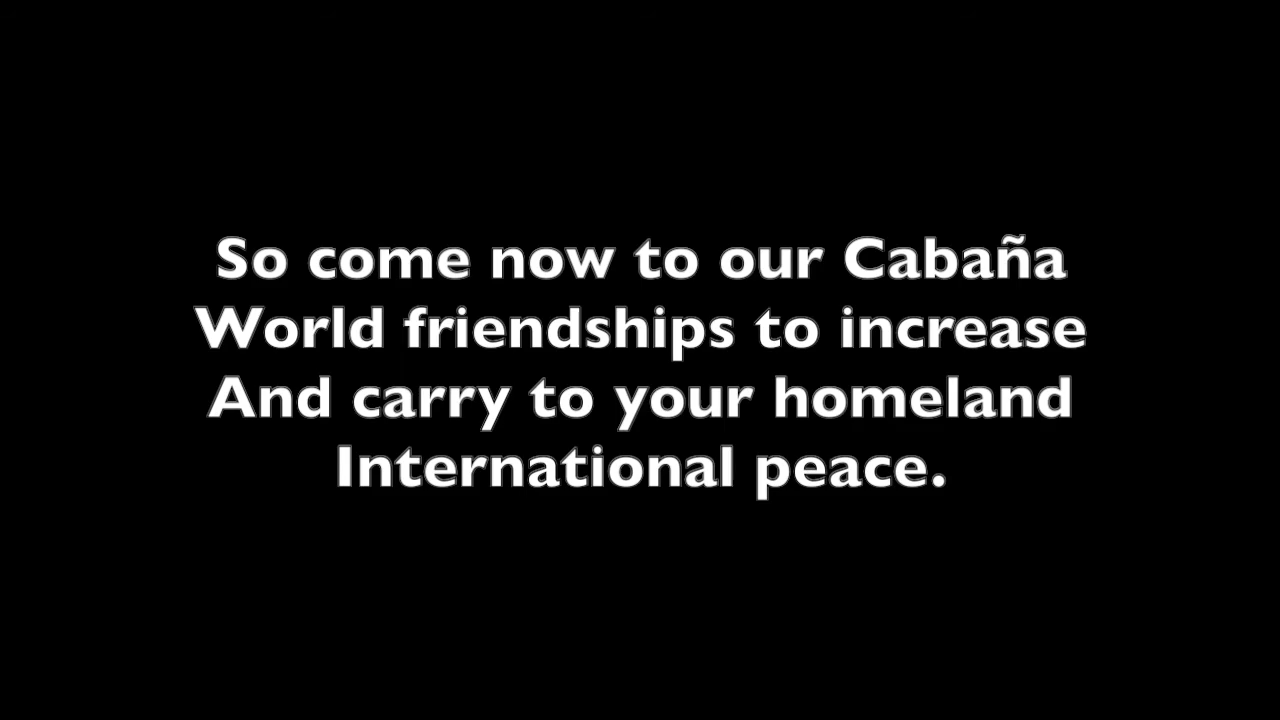 So come now to our Cabaña
World friendships to increase
And carry to your homeland
International peace.